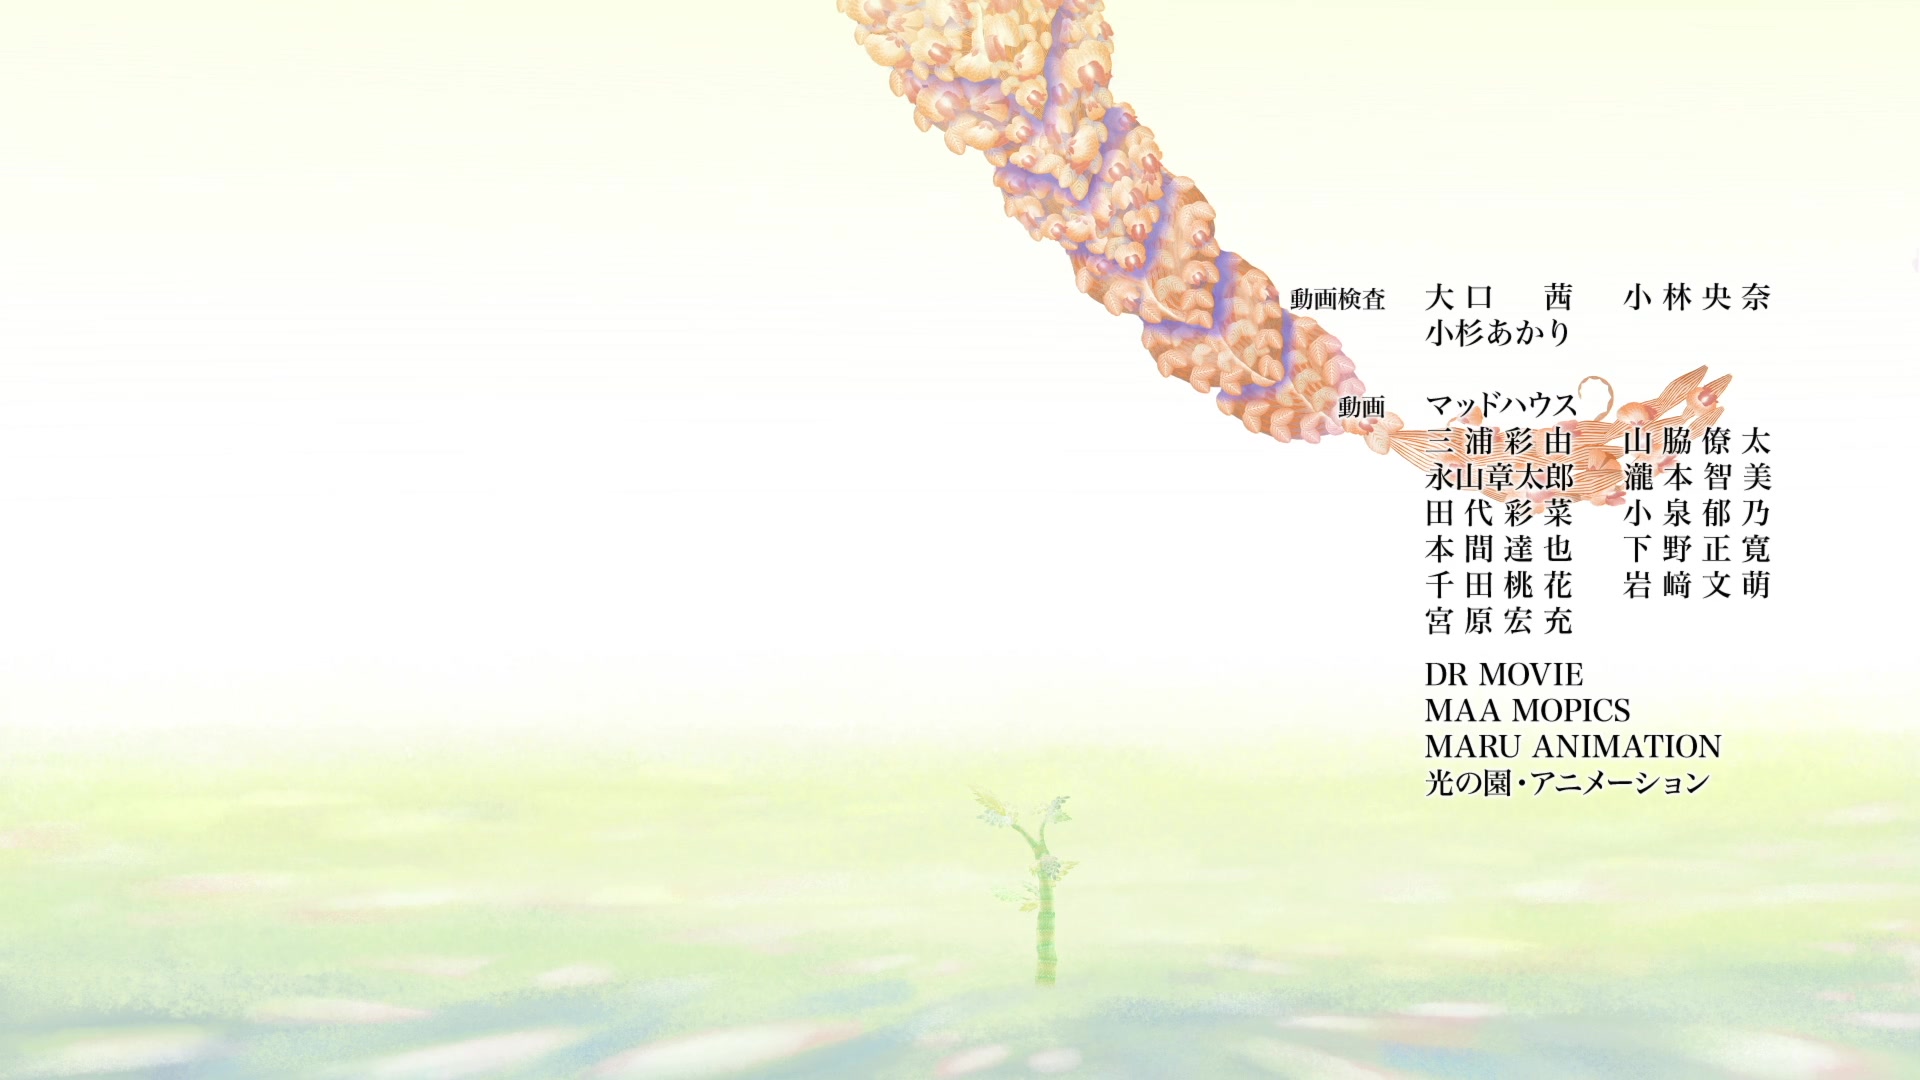 動画検査 大口 茜 小林央奈
小杉あかり
動画 マッドハウス
三浦彩由 山脇僚太
永山章太郎 瀧本智美
田代彩菜 小泉郁乃
本間達也 下野正寛
千田桃花 岩﨑文萌
宮原宏充
DR MOVIE
MAA MOPICS
MARU ANIMATION
光の園・アニメーション